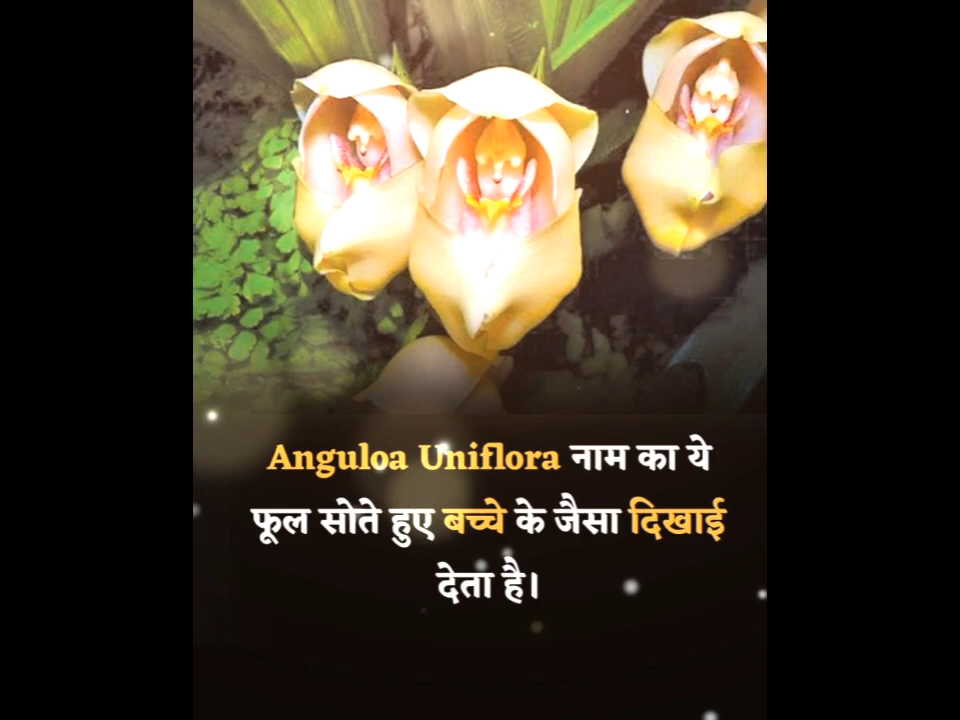 Anguloa Uniflora नाम का ये
फूल सोते हुए बच्चे के जैसा दिखाई
देता है।